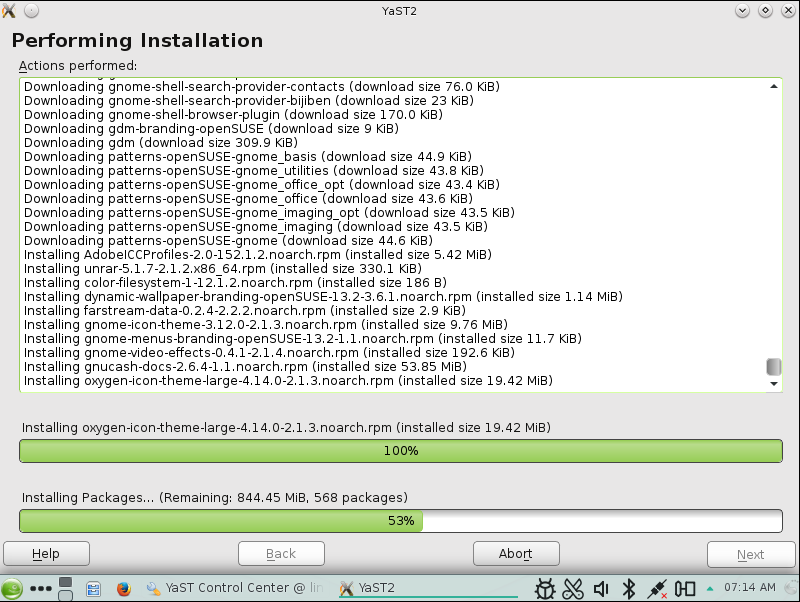 YaST2
Performing Installation
Actions performed:
Downloading gnome-shell-search-provider-contacts (download size 76.0 KiB)
Downloading gnome-shell-search-provider-bijiben (download size 23 KiB)
Downloading gnome-shell-browser-plugin (download size 170.0 KiB)
Downloading gdm-branding-openSUSE (download size 9 KiB)
Downloading gdm (download size 309.9 KiB)
Downloading patterns-openSUSE-gnome_basis (download size 44.9 KiB)
Downloading patterns-openSUSE-gnome_utilities (download size 43.8 KiB)
Downloading patterns-openSUSE-gnome_office_opt (download size 43.4 KiB)
Downloading patterns-openSUSE-gnome_office (download size 43.6 KiB)
Downloading patterns-openSUSE-gnome_imaging_opt (download size 43.5 KiB)
Downloading patterns-openSUSE-gnome_imaging (download size 43.5 KiB)
Downloading patterns-openSUSE-gnome (download size 44.6 KiB)
Installing AdobeICCProfiles-2.0-152.1.2.noarch.rpm (installed size 5.42 MiB)
Installing unrar-5.1.7-2.1.2.x86_64.rpm (installed size 330.1 KiB)
Installing color-filesystem-1-12.1.2.noarch.rpm (installed size 186 B)
Installing dynamic-wallpaper-branding-openSUSE-13.2-3.6.1.noarch.rpm (installed size 1.14 MiB)
Installing farstream-data-0.2.4-2.2.2.noarch.rpm (installed size 2.9 KiB)
Installing gnome-icon-theme-3.12.0-2.1.3.noarch.rpm (installed size 9.76 MiB)
Installing gnome-menus-branding-openSUSE-13.2-1.1.noarch.rpm (installed size 11.7 KiB)
Installing gnome-video-effects-0.4.1-2.1.4.noarch.rpm (installed size 192.6 KiB)
Installing gnucash-docs-2.6.4-1.1.noarch.rpm (installed size 53.85 MiB)
Installing oxygen-icon-theme-large-4.14.0-2.1.3.noarch.rpm (installed size 19.42 MiB)
Installing oxygen-icon-theme-large-4.14.0-2.1.3.noarch.rpm (installed size 19.42 MiB)
100%
Installing Packages... (Remaining: 844.45 MiB, 568 packages)
53%
Help Back Abort Next
YaST Control Center @ lin YaST2 07:14 AM